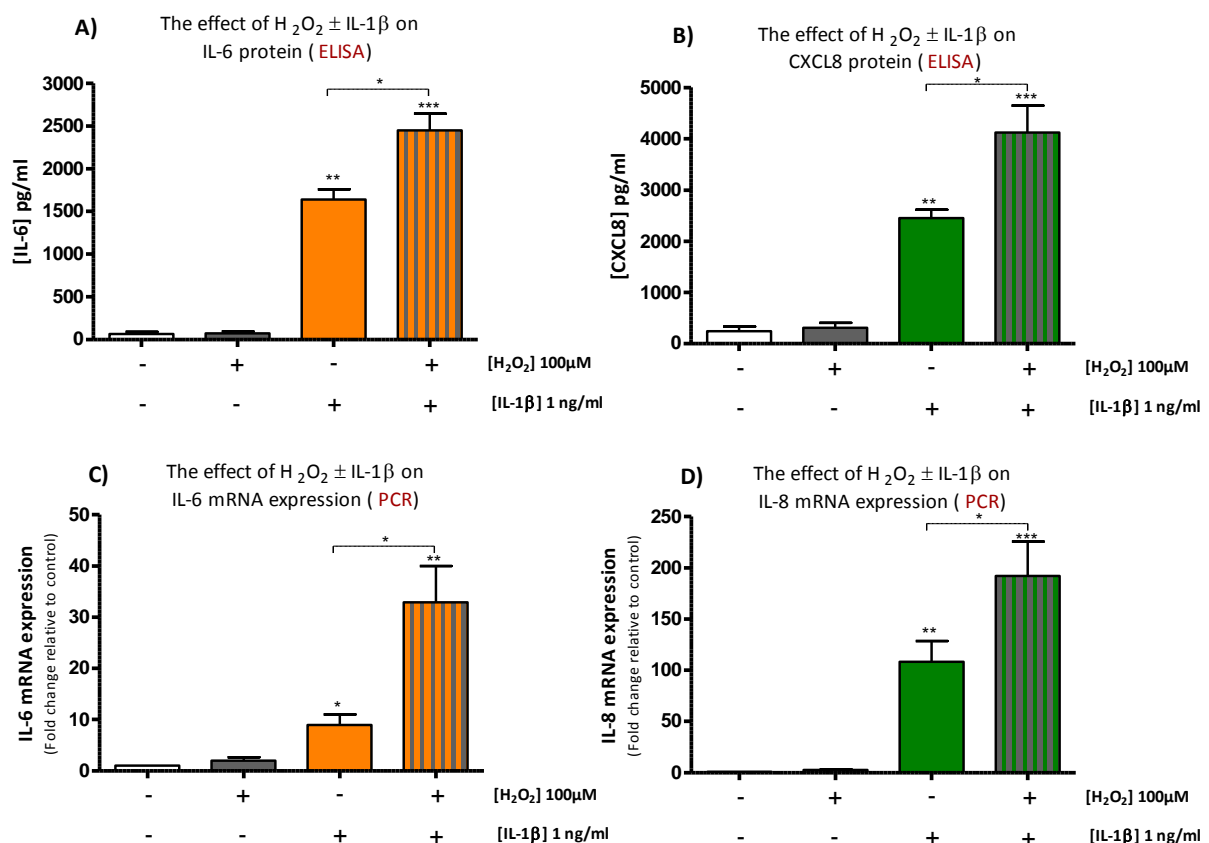 A)
The effect of H ₂O₂ ± IL-1β on
IL-6 protein ( ELISA)
[IL-6] pg/ml
3000
2500
2000
1500
1000
500
0
*
**
***
- + - + [H₂O₂] 100µM
- - + + [IL-1β] 1 ng/ml
B)
The effect of H ₂O₂ ± IL-1β on
CXCL8 protein ( ELISA)
[CXCL8] pg/ml
5000
4000
3000
2000
1000
0
*
**
***
- + - + [H₂O₂] 100µM
- - + + [IL-1β] 1 ng/ml
C)
The effect of H ₂O₂ ± IL-1β on
IL-6 mRNA expression ( PCR)
IL-6 mRNA expression
(Fold change relative to control)
50
40
30
20
10
0
*
*
**
- + - + [H₂O₂] 100µM
- - + + [IL-1β] 1 ng/ml
D)
The effect of H ₂O₂ ± IL-1β on
IL-8 mRNA expression ( PCR)
IL-8 mRNA expression
(Fold change relative to control)
250
200
150
100
50
0
*
**
***
- + - + [H₂O₂] 100µM
- - + + [IL-1β] 1 ng/ml